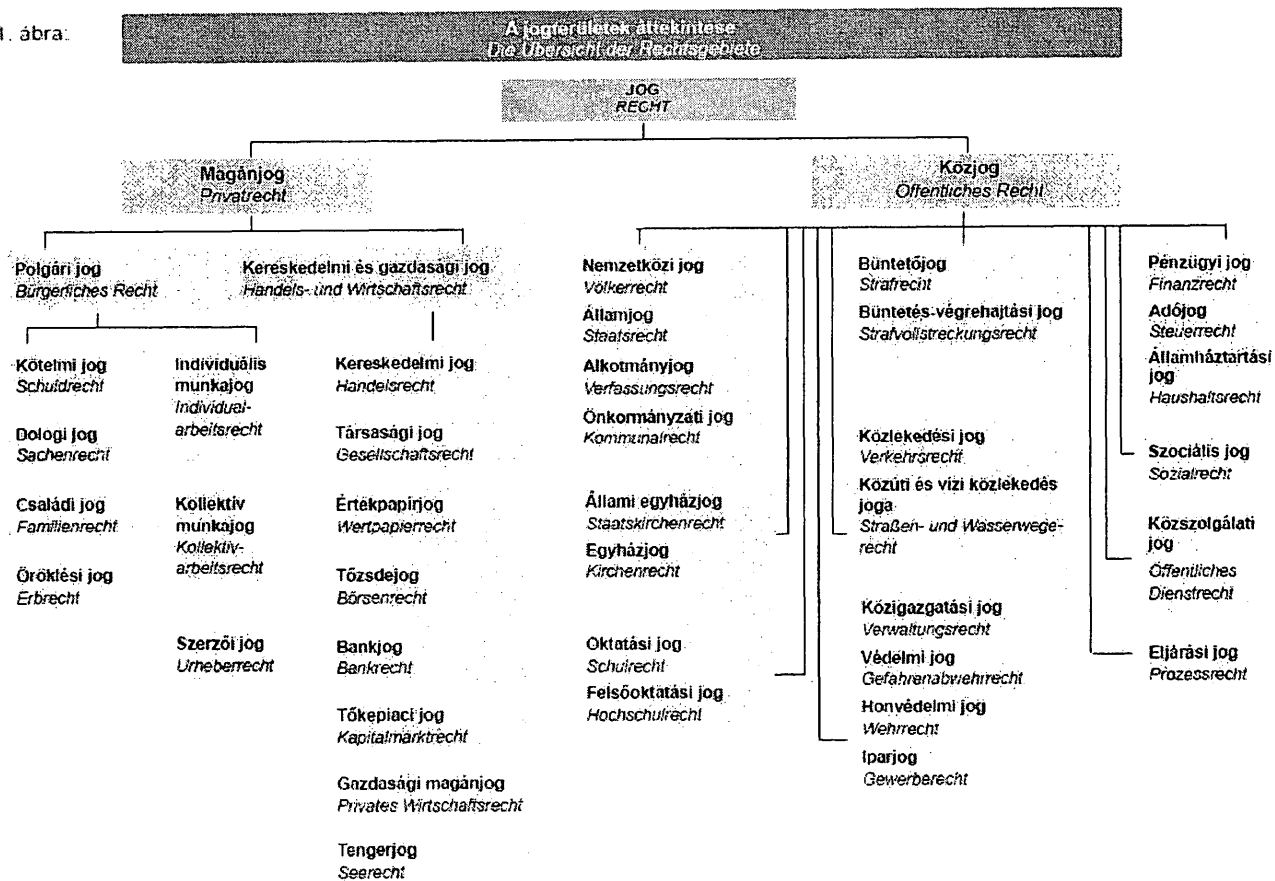 1. ábra:
A jogterületek áttekintése
Die Übersicht der Rechtsgebiete
JOG
RECHT
Magánjog
Privatrecht
Közjog
Öffentliches Recht
Polgári jog
Bürgerliches Recht
Kereskedelmi és gazdasági jog
Handels- und Wirtschaftsrecht
Kötelmi jog
Schuldrecht
Dologi jog
Sachenrecht
Családi jog
Familienrecht
Öröklési jog
Erbrecht
Individuális
munkajog
Individual-
arbeitsrecht
Kollektív
munkajog
Kollektiv-
arbeitsrecht
Szerzői jog
Urheberrecht
Kereskedelmi jog
Handelsrecht
Társasági jog
Gesellschaftsrecht
Értékpapírjog
Wertpapierrecht
Tőzsdejog
Börsenrecht
Bankjog
Bankrecht
Tőkepiaci jog
Kapitalmarktrecht
Gazdasági magánjog
Privates Wirtschaftsrecht
Tengerjog
Seerecht
Nemzetközi jog
Völkerrecht
Államjog
Staatsrecht
Alkotmányjog
Verfassungsrecht
Önkormányzati jog
Kommunalrecht
Állami egyházjog
Staatskirchenrecht
Egyházjog
Kirchenrecht
Oktatási jog
Schulrecht
Felsőoktatási jog
Hochschulrecht
Büntetőjog
Strafrecht
Büntetés-végrehajtási jog
Strafvollstreckungsrecht
Közlekedési jog
Verkehrsrecht
Közúti és vízi közlekedés
joga
Straßen- und Wasserwege-
recht
Közigazgatási jog
Verwaltungsrecht
Védelmi jog
Gefahrenabwehrrecht
Honvédelmi jog
Wehrrecht
Iparjog
Gewerberecht
Pénzügyi jog
Finanzrecht
Adójog
Steuerrecht
Államháztartási
jog
Haushaltsrecht
Szociális jog
Sozialrecht
Közszolgálati
jog
Öffentliches
Dienstrecht
Eljárási jog
Prozessrecht